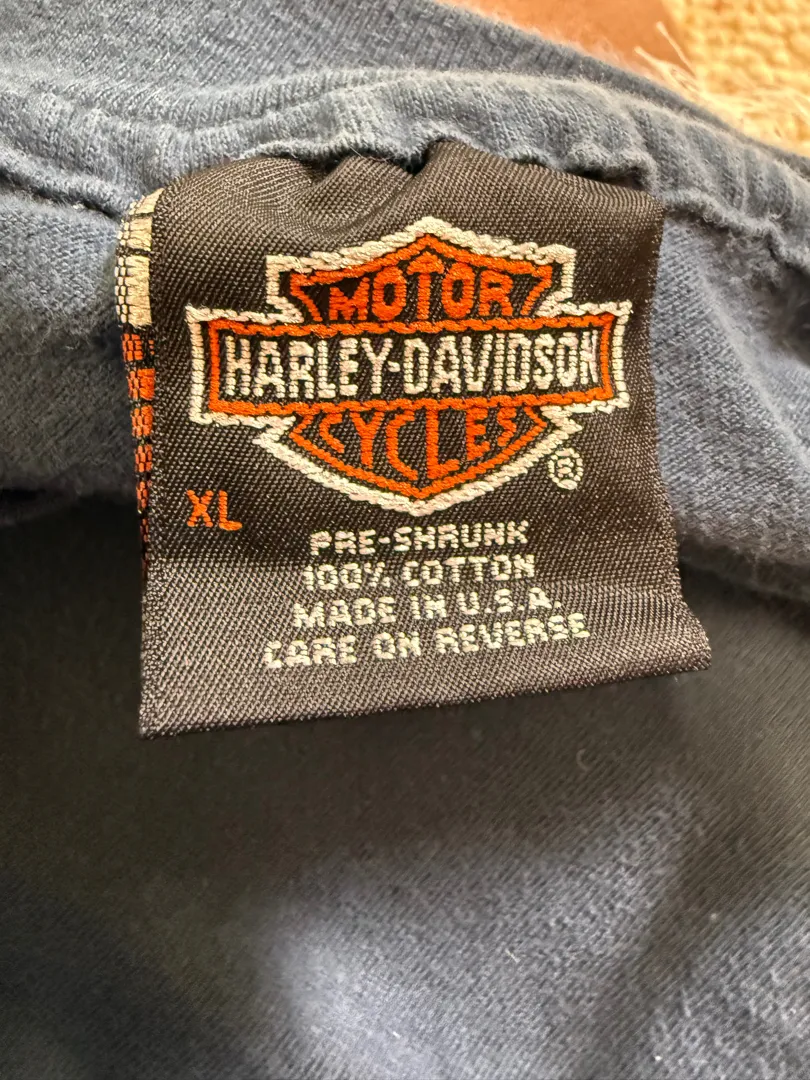 MOTOR
HARLEY-DAVIDSON
CYCLES
®
XL
PRE-SHRUNK
100% COTTON
MADE IN U.S.A.
CARE ON REVERSE